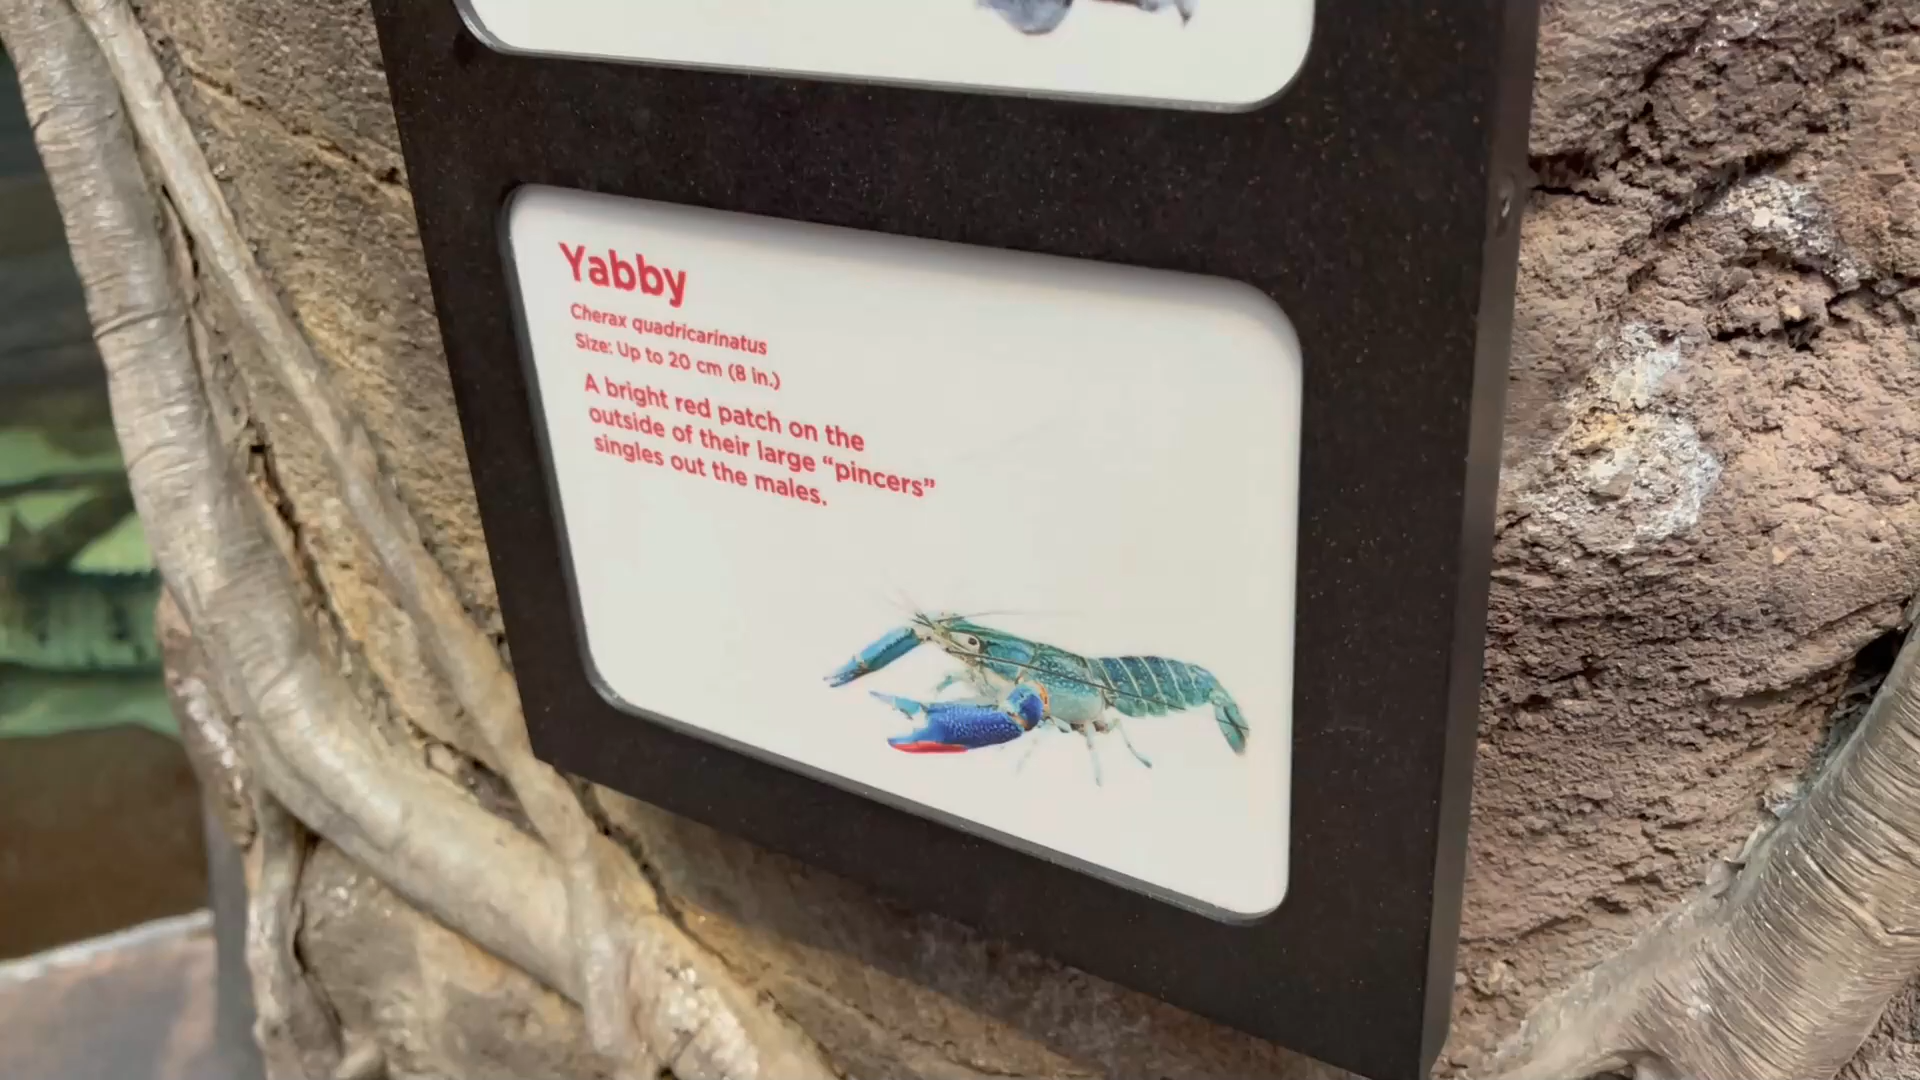 Yabby
Cherax quadricarinatus
Size: Up to 20 cm (8 in.)
A bright red patch on the
outside of their large “pincers”
singles out the males.